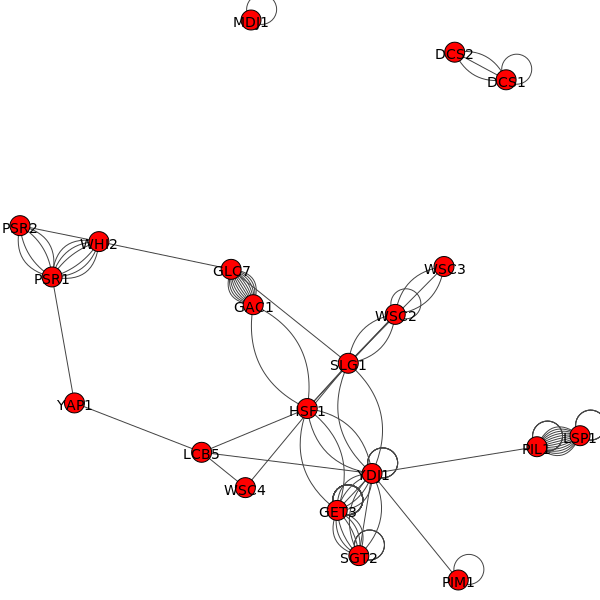 MDJ1
DCS2
DCS1
PSR2
WHI2
PSR1
GLC7
WSC3
GAC1
WSC2
SLG1
YAP1
HSF1
LSP1
PIL1
LCB5
YDJ1
WSC4
GET3
SGT2
PIM1